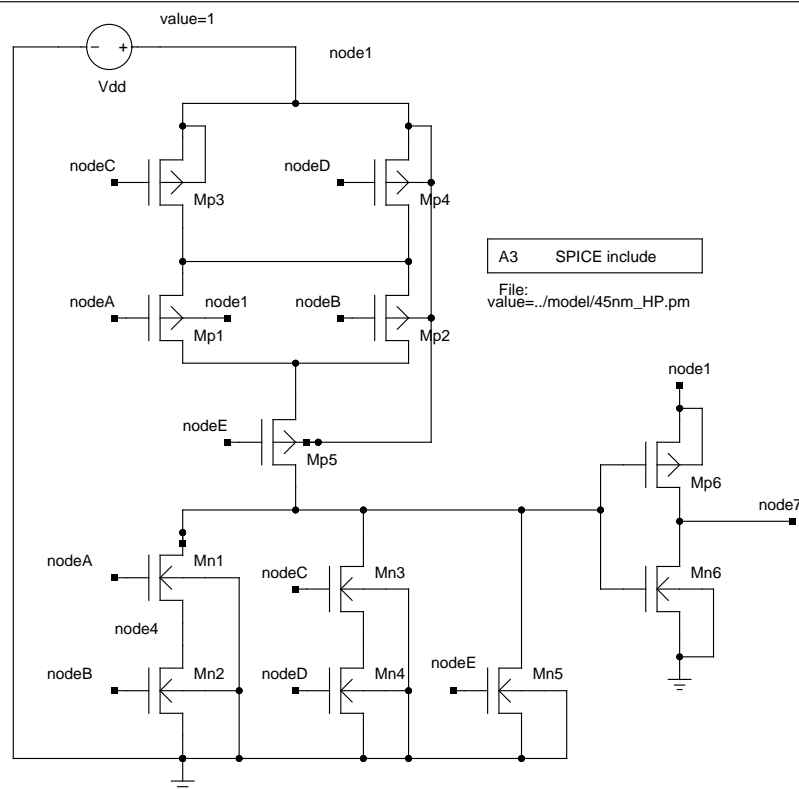 value=1
node1
− +
Vdd
nodeC
nodeD
Mp3
Mp4
A3 SPICE include
File:
value=../model/45nm_HP.pm
nodeA
node1
nodeB
Mp1
Mp2
node1
nodeE
Mp5
Mp6
node7
nodeA
Mn1
nodeC
Mn3
Mn6
node4
nodeB
Mn2
nodeD
Mn4
nodeE
Mn5